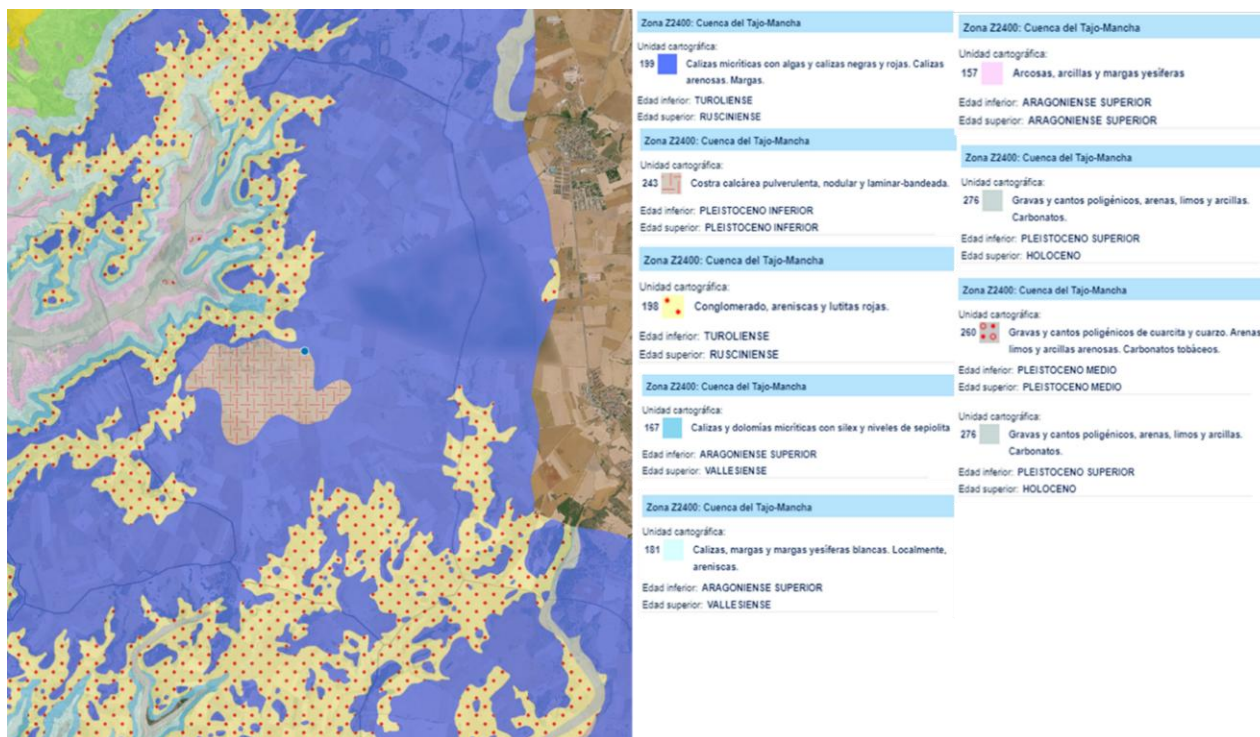 Zona Z2400: Cuenca del Tajo-Mancha
Unidad cartográfica:
199 Calizas micríticas con algas y calizas negras y rojas. Calizas
arenosas. Margas.
Edad inferior: TUROLIENSE
Edad superior: RUSCINIENSE
Zona Z2400: Cuenca del Tajo-Mancha
Unidad cartográfica:
243 Costra calcárea pulverulenta, nodular y laminar-bandeada.
Edad inferior: PLEISTOCENO INFERIOR
Edad superior: PLEISTOCENO INFERIOR
Zona Z2400: Cuenca del Tajo-Mancha
Unidad cartográfica:
198 Conglomerado, areniscas y lutitas rojas.
Edad inferior: TUROLIENSE
Edad superior: RUSCINIENSE
Zona Z2400: Cuenca del Tajo-Mancha
Unidad cartográfica:
167 Calizas y dolomías micríticas con silex y niveles de sepiolita
Edad inferior: ARAGONIENSE SUPERIOR
Edad superior: VALLESIENSE
Zona Z2400: Cuenca del Tajo-Mancha
Unidad cartográfica:
181 Calizas, margas y margas yesíferas blancas. Localmente,
areniscas.
Edad inferior: ARAGONIENSE SUPERIOR
Edad superior: VALLESIENSE
Zona Z2400: Cuenca del Tajo-Mancha
Unidad cartográfica:
157 Arcosas, arcillas y margas yesíferas
Edad inferior: ARAGONIENSE SUPERIOR
Edad superior: ARAGONIENSE SUPERIOR
Zona Z2400: Cuenca del Tajo-Mancha
Unidad cartográfica:
276 Gravas y cantos poligénicos, arenas, limos y arcillas.
Carbonatos.
Edad inferior: PLEISTOCENO SUPERIOR
Edad superior: HOLOCENO
Zona Z2400: Cuenca del Tajo-Mancha
Unidad cartográfica:
260 Gravas y cantos poligénicos de cuarcita y cuarzo. Arenas
limos y arcillas arenosas. Carbonatos tobáceos.
Edad inferior: PLEISTOCENO MEDIO
Edad superior: PLEISTOCENO MEDIO
Unidad cartográfica:
276 Gravas y cantos poligénicos, arenas, limos y arcillas.
Carbonatos.
Edad inferior: PLEISTOCENO SUPERIOR
Edad superior: HOLOCENO